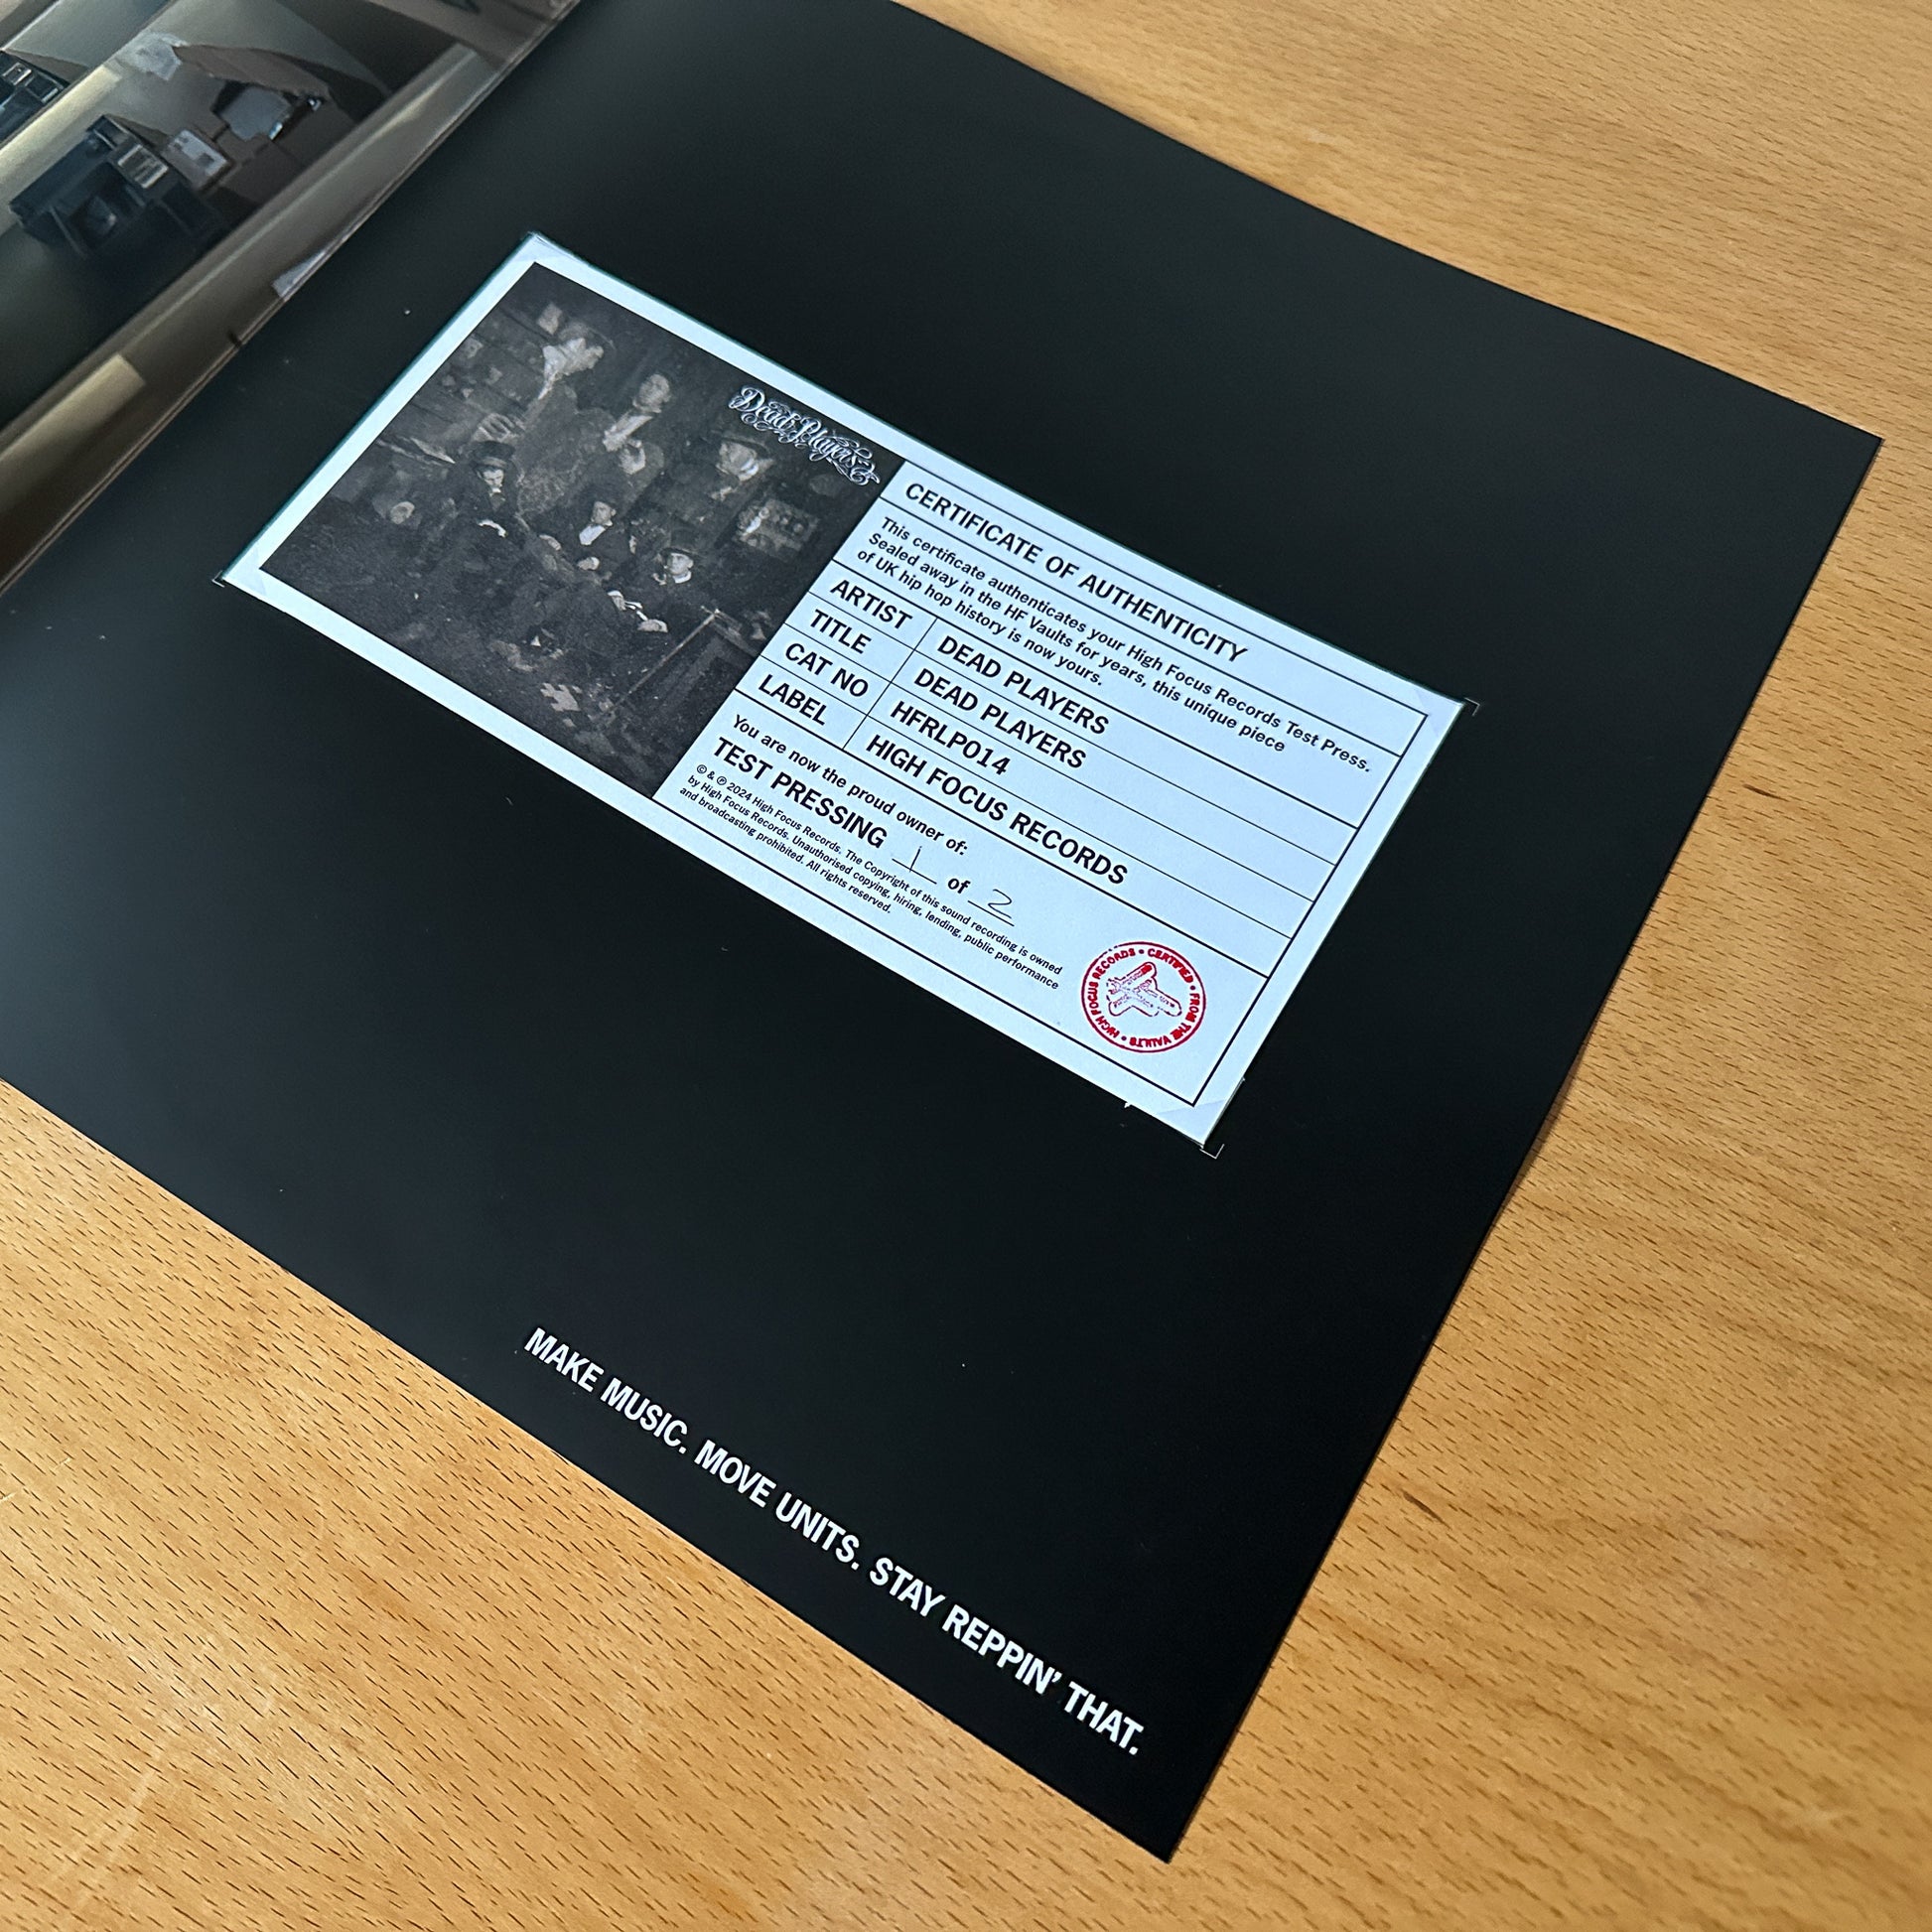 Dead Players
CERTIFICATE OF AUTHENTICITY
This certificate authenticates your High Focus Records Test Press.
Sealed away in the HF Vaults for years, this unique piece
of UK hip hop history is now yours.
ARTIST DEAD PLAYERS
TITLE DEAD PLAYERS
CAT NO HFRLP014
LABEL HIGH FOCUS RECORDS
You are now the proud owner of:
TEST PRESSING 1 of 2
© & ℗ 2024 High Focus Records. The Copyright of this sound recording is owned
by High Focus Records. Unauthorised copying, hiring, lending, public performance
and broadcasting prohibited. All rights reserved.
HIGH FOCUS RECORDS • CERTIFIED • FROM THE VAULTS •
MAKE MUSIC. MOVE UNITS. STAY REPPIN' THAT.